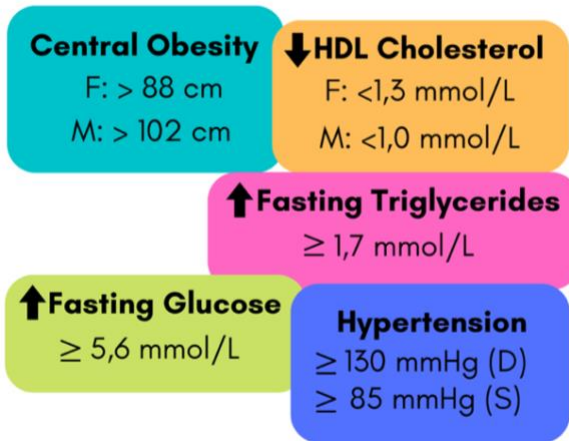 Central Obesity
F: > 88 cm
M: > 102 cm
HDL Cholesterol
F: <1,3 mmol/L
M: <1,0 mmol/L
Fasting Triglycerides
≥ 1,7 mmol/L
Fasting Glucose
≥ 5,6 mmol/L
Hypertension
≥ 130 mmHg (D)
≥ 85 mmHg (S)